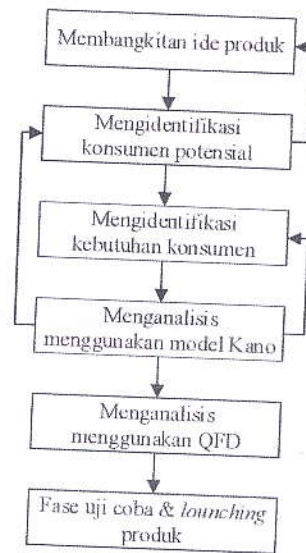 Membangkitan ide produk
Mengidentifikasi
konsumen potensial
Mengidentifikasi
kebutuhan konsumen
Menganalisis
menggunakan model Kano
Menganalisis
menggunakan QFD
Fase uji coba & lounching
produk